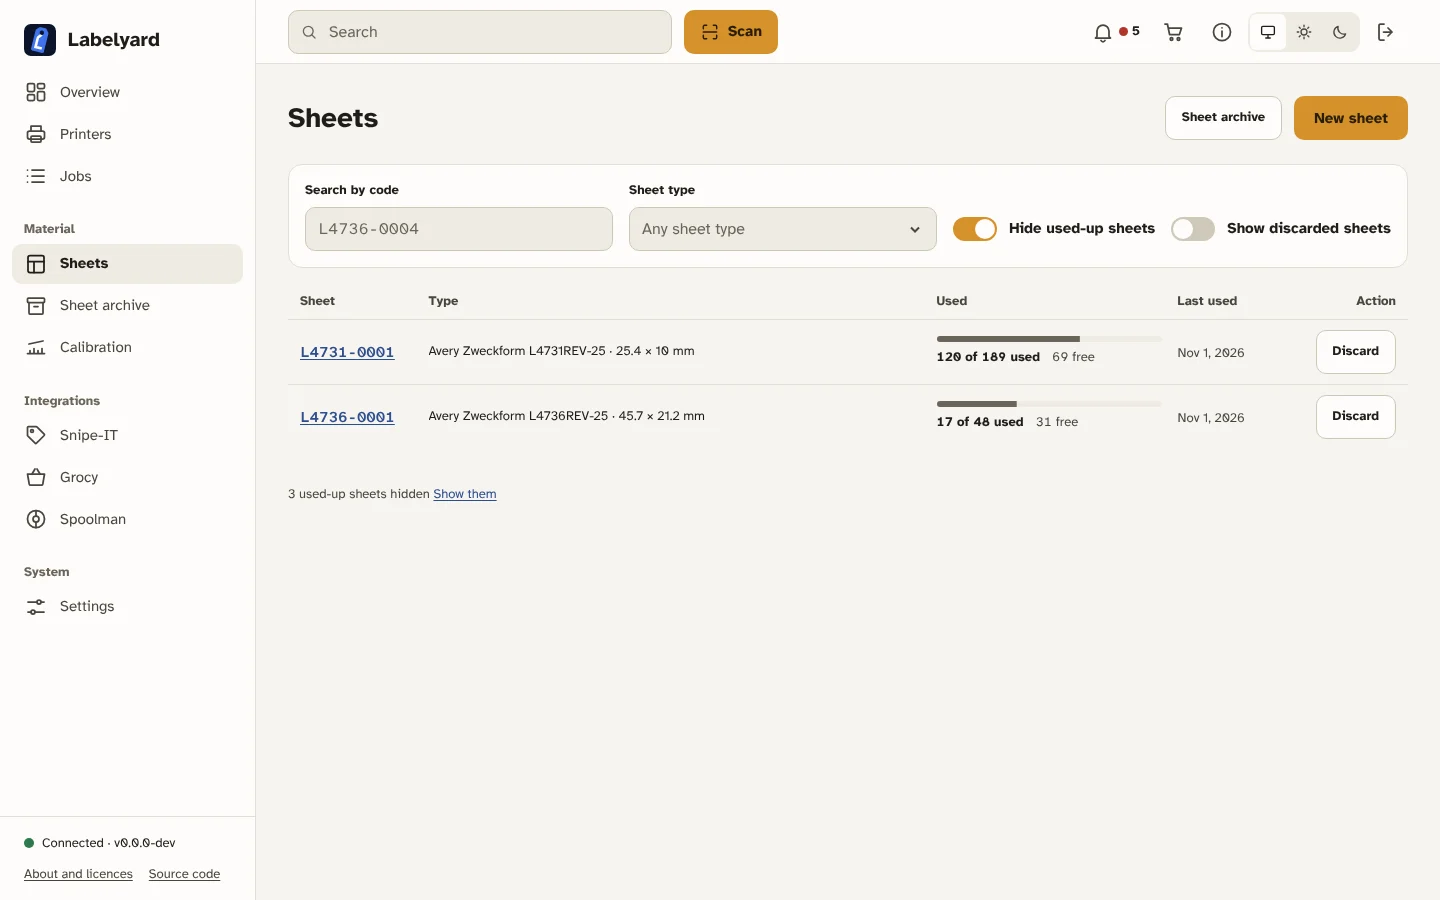 Labelyard
Overview
Printers
Jobs
Material
Sheets
Sheet archive
Calibration
Integrations
Snipe-IT
Grocy
Spoolman
System
Settings
Connected · v0.0.0-dev
About and licences Source code
Search Scan 5
Sheets Sheet archive New sheet
Search by code Sheet type
L4736-0004 Any sheet type Hide used-up sheets Show discarded sheets
Sheet Type Used Last used Action
L4731-0001 Avery Zweckform L4731REV-25 · 25.4 × 10 mm 120 of 189 used 69 free Nov 1, 2026 Discard
L4736-0001 Avery Zweckform L4736REV-25 · 45.7 × 21.2 mm 17 of 48 used 31 free Nov 1, 2026 Discard
3 used-up sheets hidden Show them